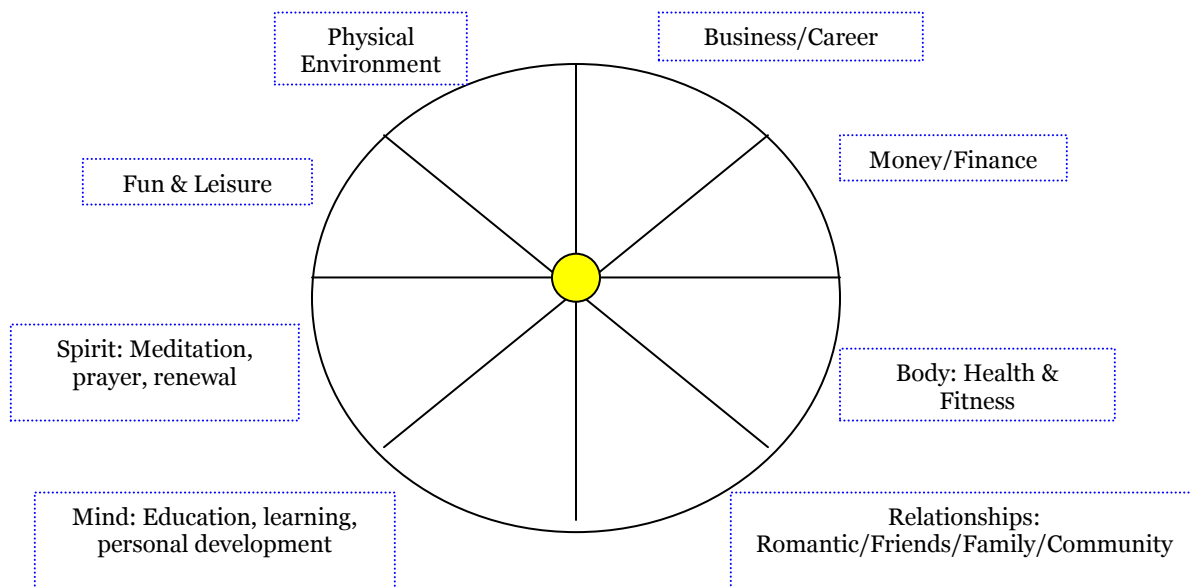 Physical
Environment
Business/Career
Fun & Leisure
Money/Finance
Spirit: Meditation,
prayer, renewal
Body: Health &
Fitness
Mind: Education, learning,
personal development
Relationships:
Romantic/Friends/Family/Community